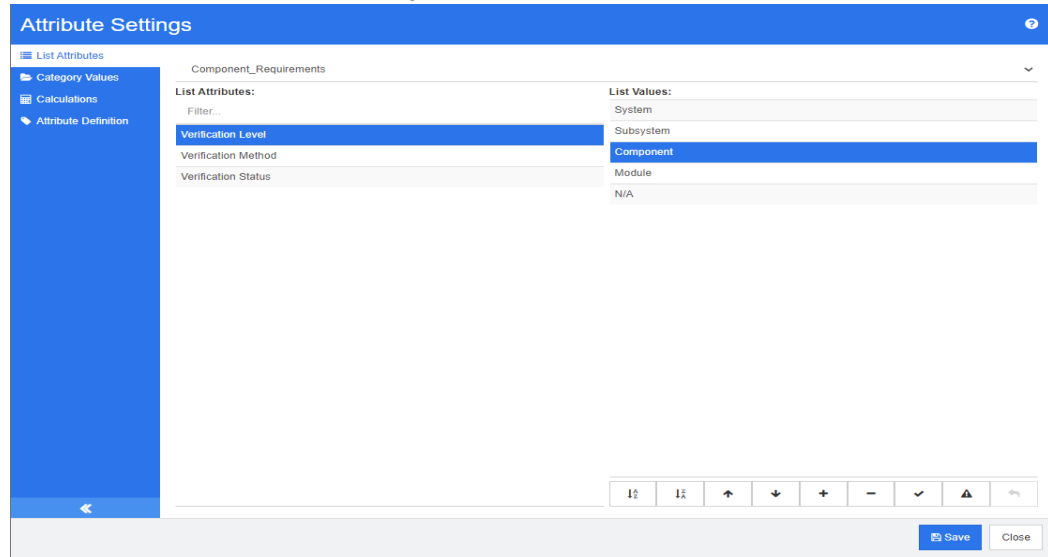 Attribute Settings
List Attributes
Category Values
Calculations
Attribute Definition
Component_Requirements
List Attributes:
Filter...
Verification Level
Verification Method
Verification Status
List Values:
System
Subsystem
Component
Module
N/A
Save
Close